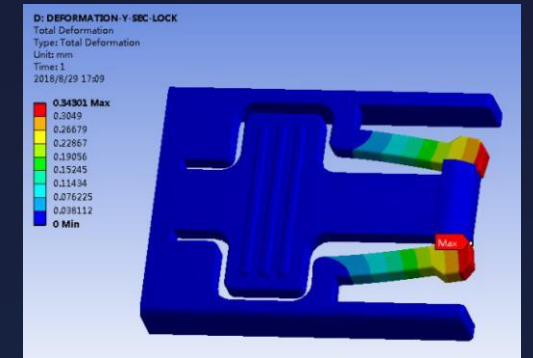 D: DEFORMATION-Y-SEC-LOCK
Total Deformation
Type: Total Deformation
Unit: mm
Time: 1
2018/8/29 17:09
0.34301 Max
0.3049
0.26679
0.22867
0.19056
0.15245
0.11434
0.076225
0.038112
0 Min
Max